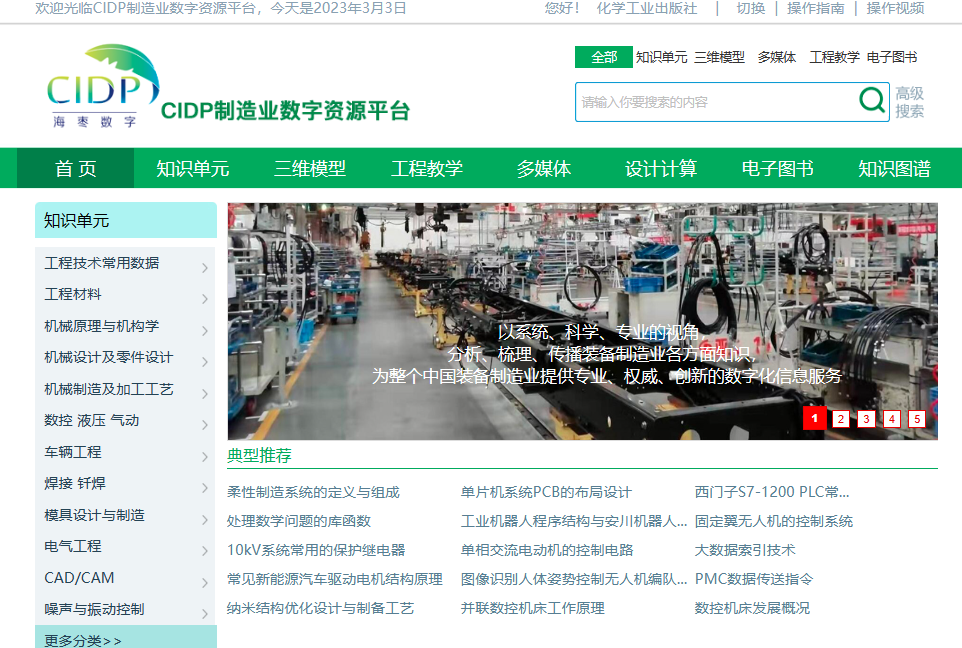 欢迎光临CIDP制造业数字资源平台，今天是2023年3月3日
您好！ 化学工业出版社 | 切换 | 操作指南 | 操作视频
CIDP
海枣数字
CIDP制造业数字资源平台
全部 知识单元 三维模型 多媒体 工程教学 电子图书
请输入你要搜索的内容
高级
搜索
首 页 知识单元 三维模型 工程教学 多媒体 设计计算 电子图书 知识图谱
知识单元
工程技术常用数据
工程材料
机械原理与机构学
机械设计及零件设计
机械制造及加工工艺
数控 液压 气动
车辆工程
焊接 钎焊
模具设计与制造
电气工程
CAD/CAM
噪声与振动控制
更多分类>>
以系统、科学、专业的视角，
分析、梳理、传播装备制造业各方面知识，
为整个中国装备制造业提供专业、权威、创新的数字化信息服务
1 2 3 4 5
典型推荐
柔性制造系统的定义与组成 单片机系统PCB的布局设计 西门子S7-1200 PLC常...
处理数学问题的库函数 工业机器人程序结构与安川机器人... 固定翼无人机的控制系统
10kV系统常用的保护继电器 单相交流电动机的控制电路 大数据索引技术
常见新能源汽车驱动电机结构原理 图像识别人体姿势控制无人机编队... PMC数据传送指令
纳米结构优化设计与制备工艺 并联数控机床工作原理 数控机床发展概况